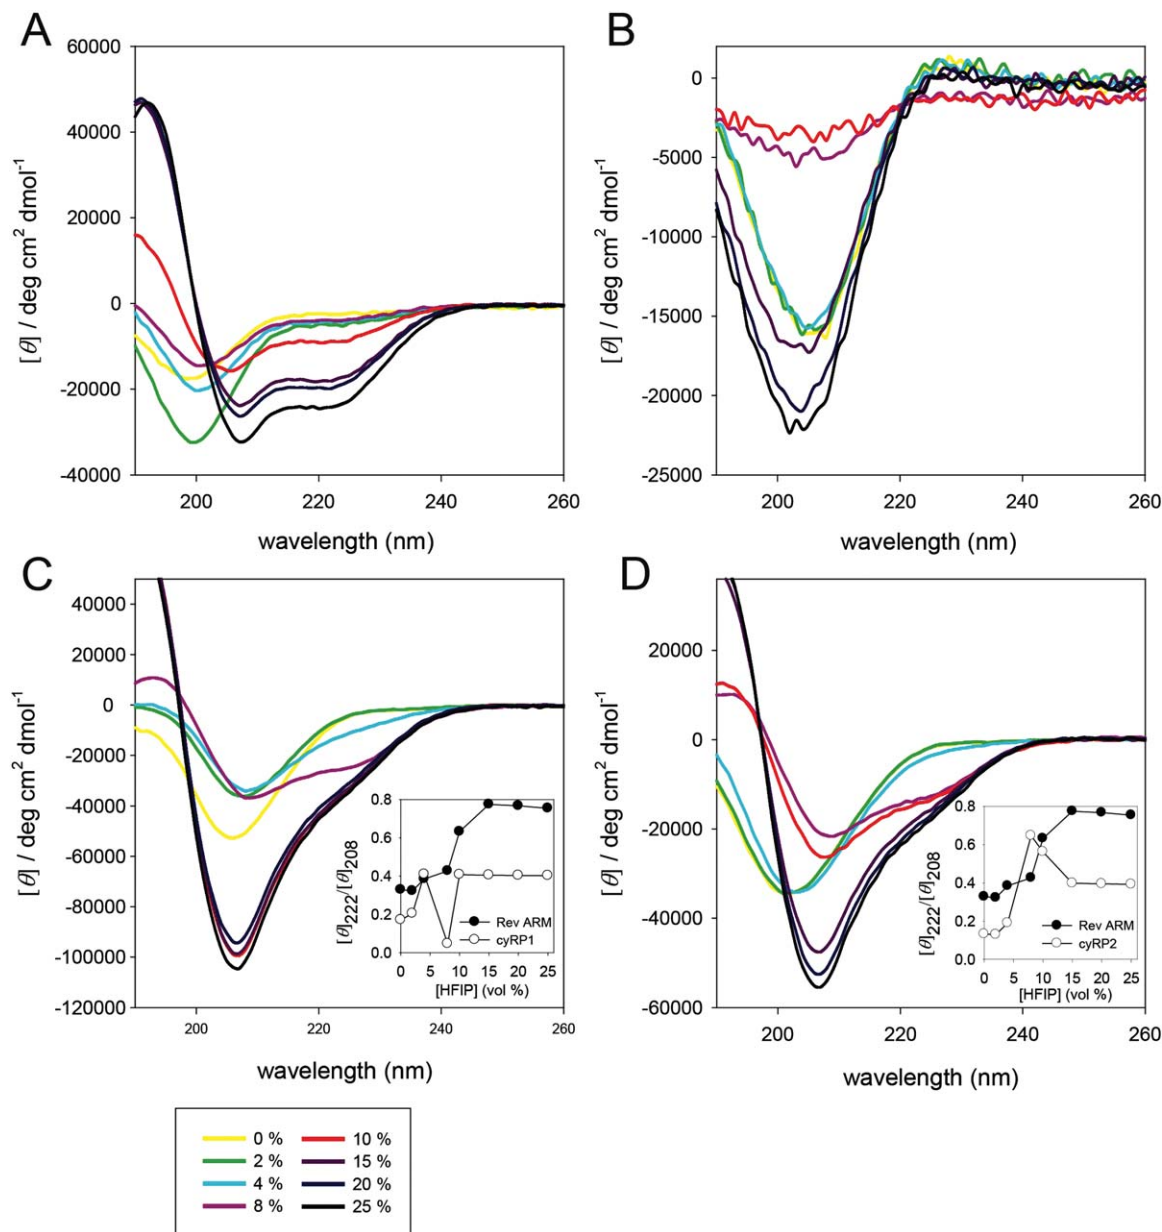 A
60000
40000
20000
0
-20000
-40000
[θ] / deg cm² dmol⁻¹
200 220 240 260
wavelength (nm)
B
0
-5000
-10000
-15000
-20000
-25000
[θ] / deg cm² dmol⁻¹
200 220 240 260
wavelength (nm)
C
40000
20000
0
-20000
-40000
-60000
-80000
-100000
-120000
[θ] / deg cm² dmol⁻¹
200 220 240 260
wavelength (nm)
0.8
0.6
0.4
0.2
0.0
[θ]₂₂₂/[θ]₂₀₈
Rev ARM
cyRP1
0 5 10 15 20 25
[HFIP] (vol %)
D
20000
0
-20000
-40000
-60000
[θ] / deg cm² dmol⁻¹
200 220 240 260
wavelength (nm)
0.8
0.6
0.4
0.2
0.0
[θ]₂₂₂/[θ]₂₀₈
Rev ARM
cyRP2
0 5 10 15 20 25
[HFIP] (vol %)
0 % 10 %
2 % 15 %
4 % 20 %
8 % 25 %